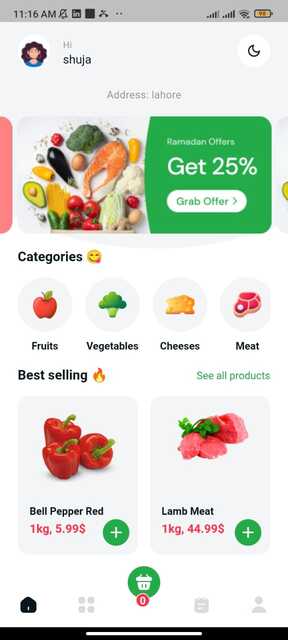 11:16 AM
98
Hi
shuja
Address: lahore
Ramadan Offers
Get 25%
Grab Offer >
Categories 😋
Fruits
Vegetables
Cheeses
Meat
Best selling 🔥
See all products
Bell Pepper Red
1kg, 5.99$
Lamb Meat
1kg, 44.99$
0